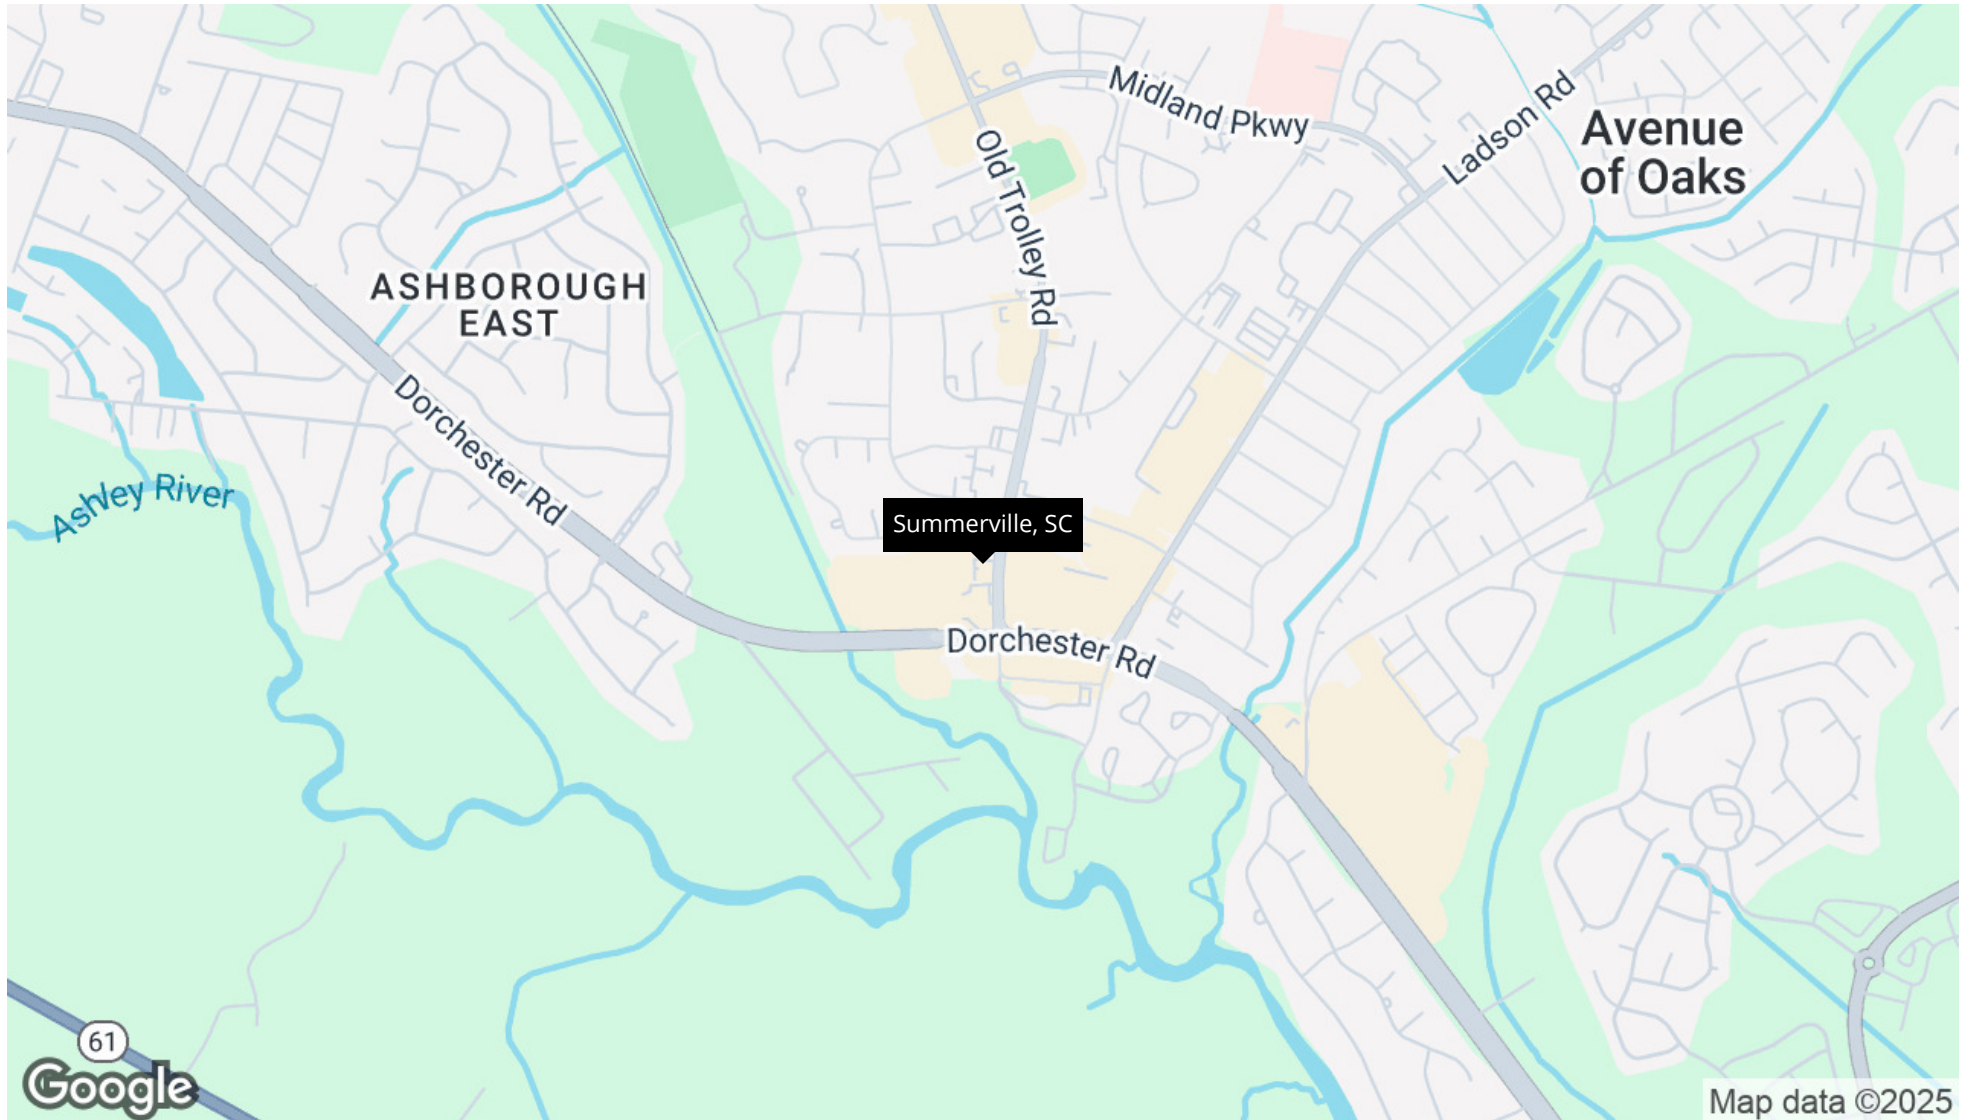 Midland Pkwy
Ladson Rd
Avenue
of Oaks
Old Trolley Rd
ASHBOROUGH
EAST
Dorchester Rd
Ashley River
Summerville, SC
Dorchester Rd
61
Google
Map data ©2025